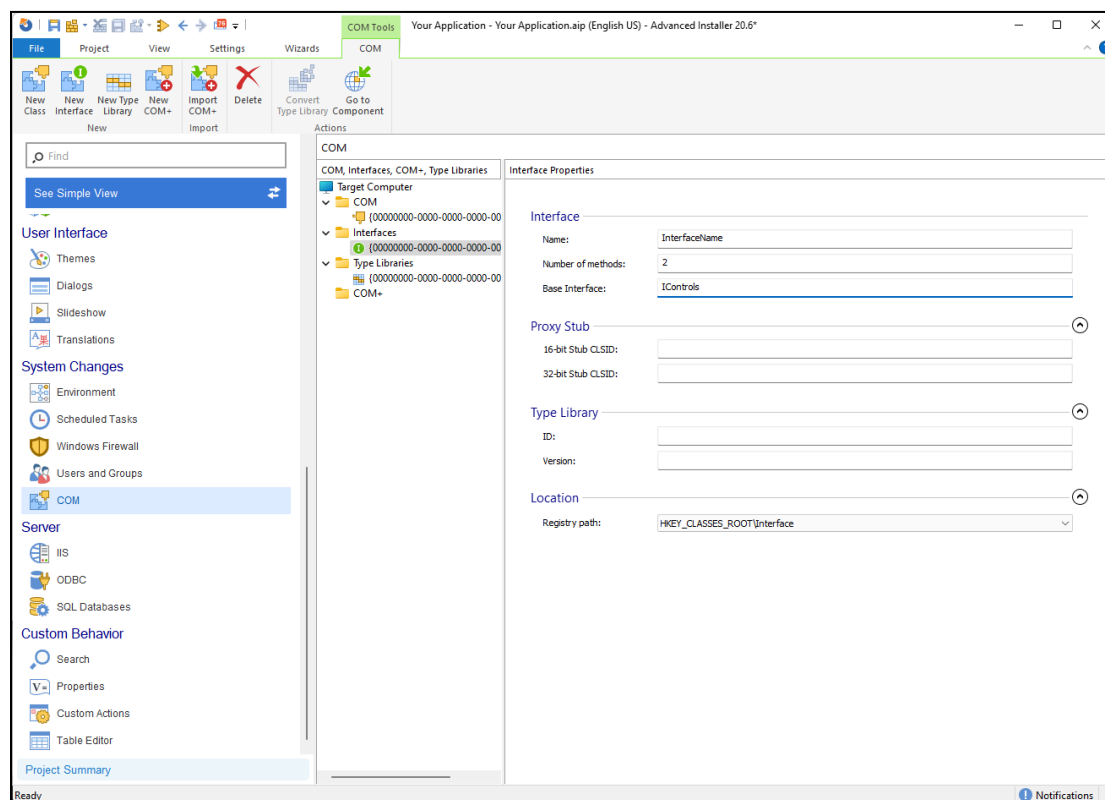 COM Tools
Your Application - Your Application.aip (English US) - Advanced Installer 20.6*
File Project View Settings Wizards COM
New Class
New Interface
New Type Library
New COM+
Import COM+
Delete
Convert Type Library
Go to Component
New Import Actions
Find
See Simple View
User Interface
Themes
Dialogs
Slideshow
Translations
System Changes
Environment
Scheduled Tasks
Windows Firewall
Users and Groups
COM
Server
IIS
ODBC
SQL Databases
Custom Behavior
Search
Properties
Custom Actions
Table Editor
Project Summary
COM
COM, Interfaces, COM+, Type Libraries
Target Computer
COM
{00000000-0000-0000-0000-00
Interfaces
{00000000-0000-0000-0000-00
Type Libraries
{00000000-0000-0000-0000-00
COM+
Interface Properties
Interface
Name: InterfaceName
Number of methods: 2
Base Interface: IControls
Proxy Stub
16-bit Stub CLSID:
32-bit Stub CLSID:
Type Library
ID:
Version:
Location
Registry path: HKEY_CLASSES_ROOT\Interface
Ready
Notifications